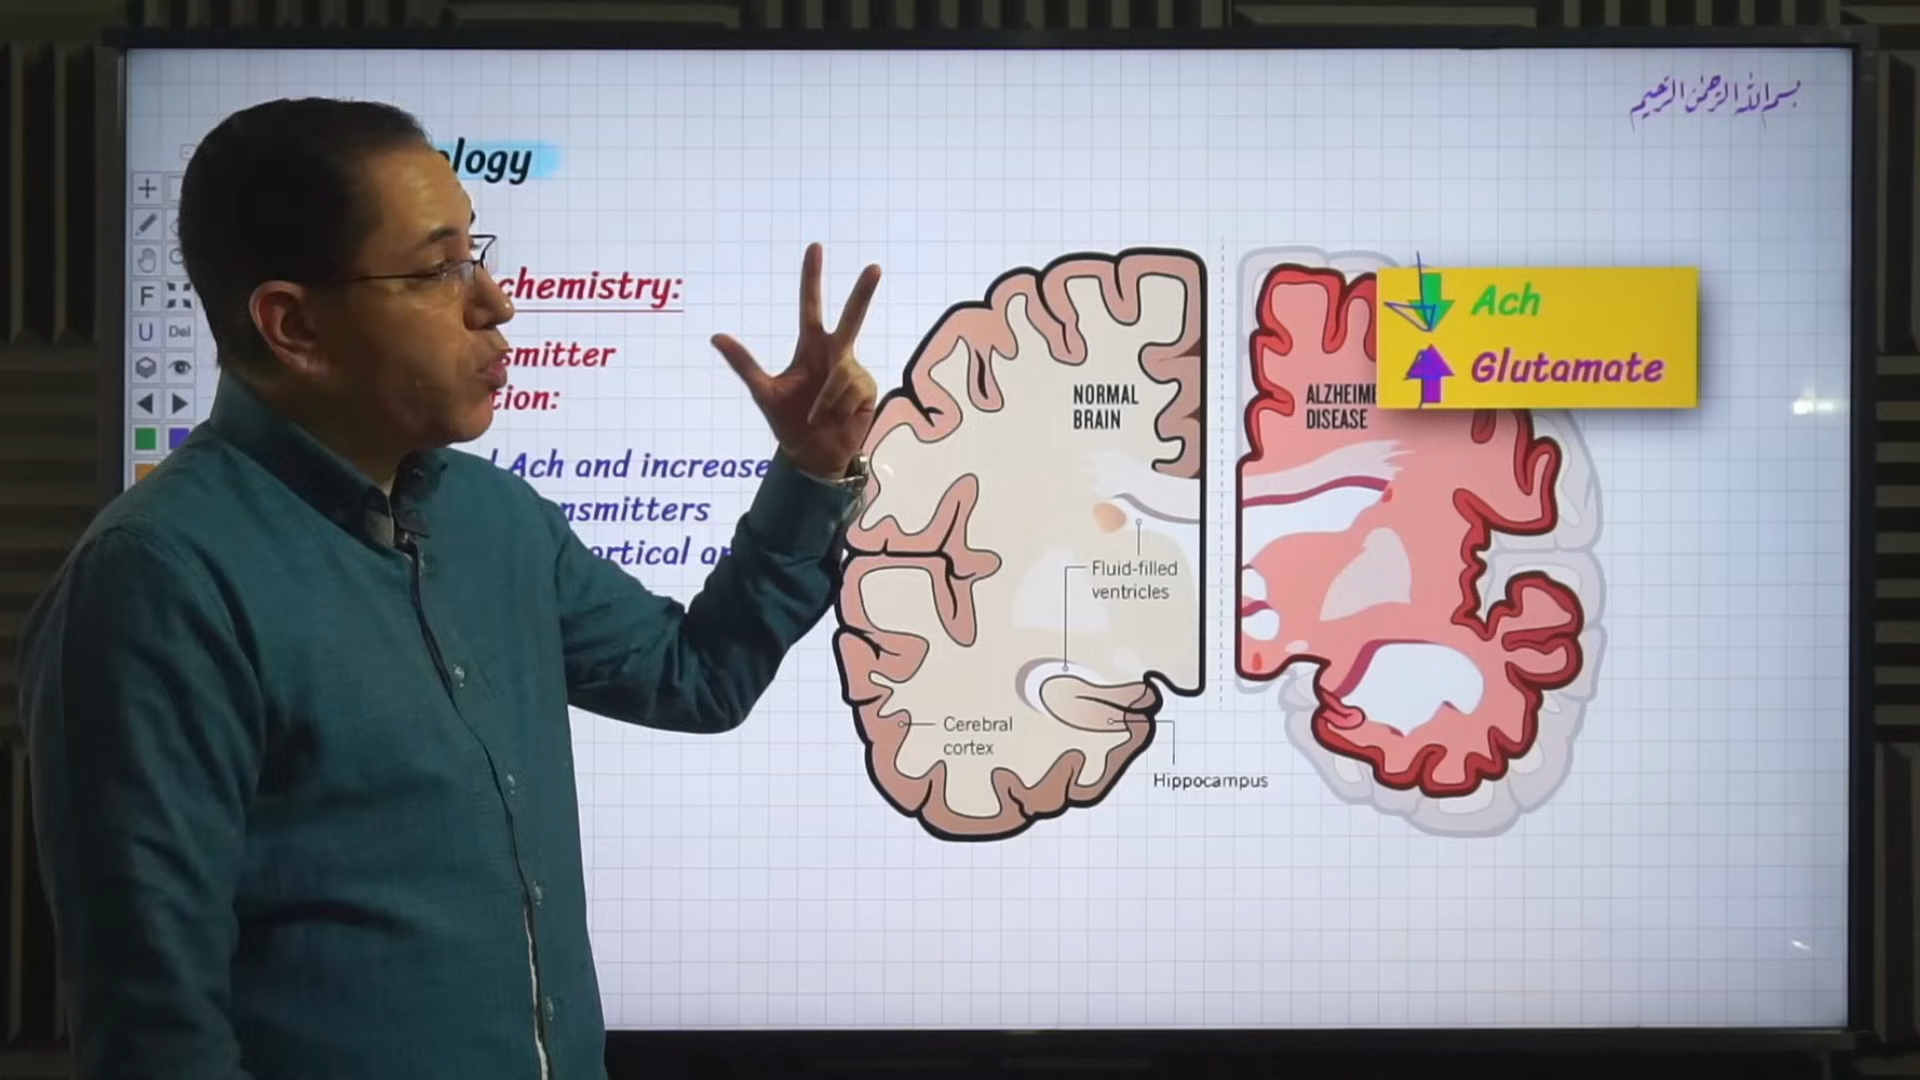 بسم الله الرحمن الرحيم
ology
chemistry:
smitter
tion:
Ach and increase
nsmitters
ortical
F
U Del
NORMAL
BRAIN
Fluid-filled
ventricles
Cerebral
cortex
Hippocampus
ALZHEIME
DISEASE
Ach
Glutamate